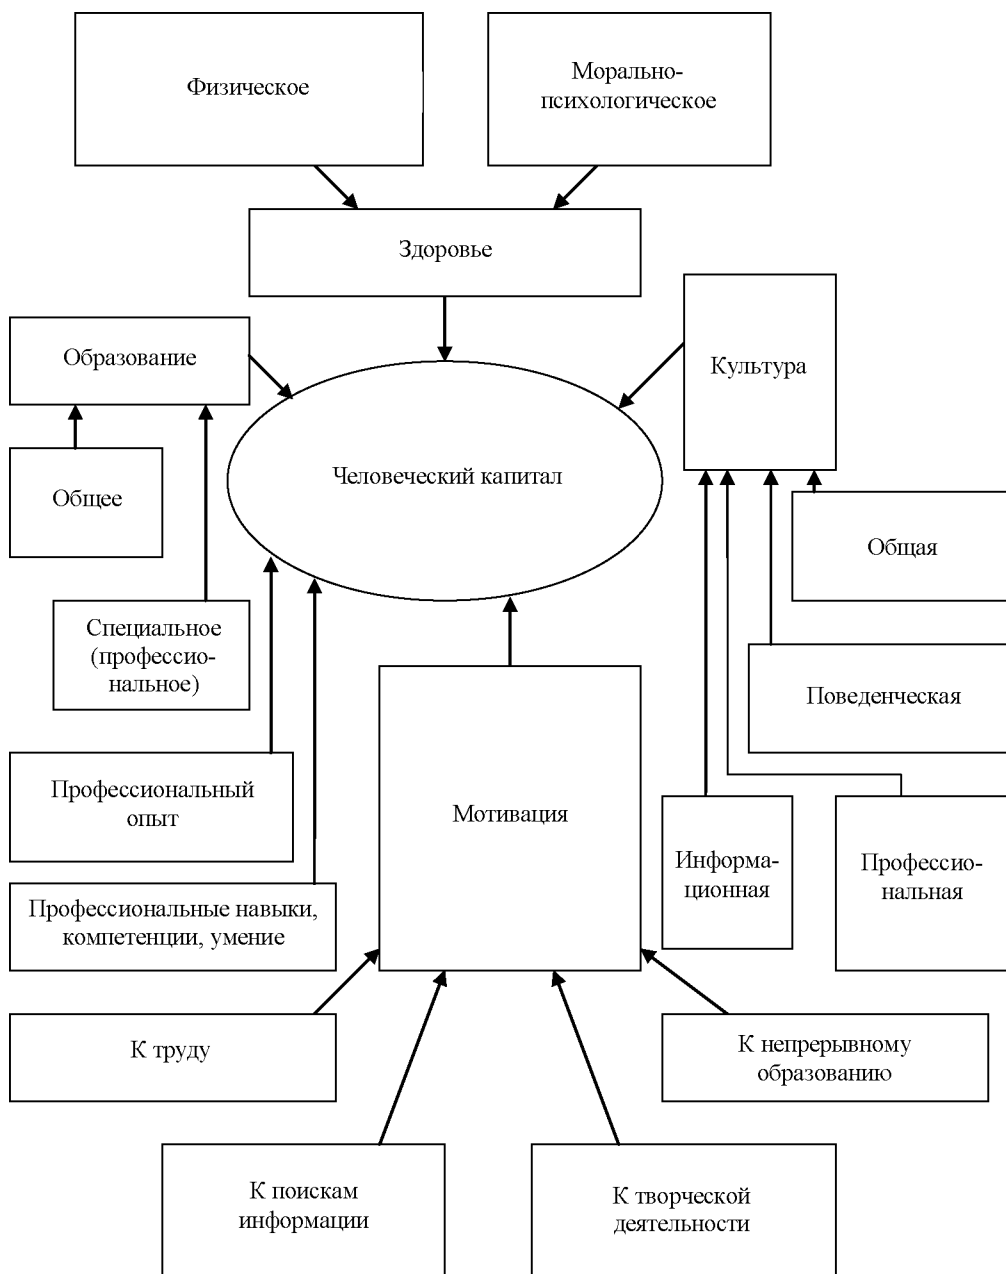 Физическое
Морально-
психологическое
Здоровье
Образование
Культура
Человеческий капитал
Общее
Общая
Специальное
(профессио-
нальное)
Поведенческая
Профессиональный
опыт
Мотивация
Информа-
ционная
Профессио-
нальная
Профессиональные навыки,
компетенции, умение
К труду
К непрерывному
образованию
К поискам
информации
К творческой
деятельности